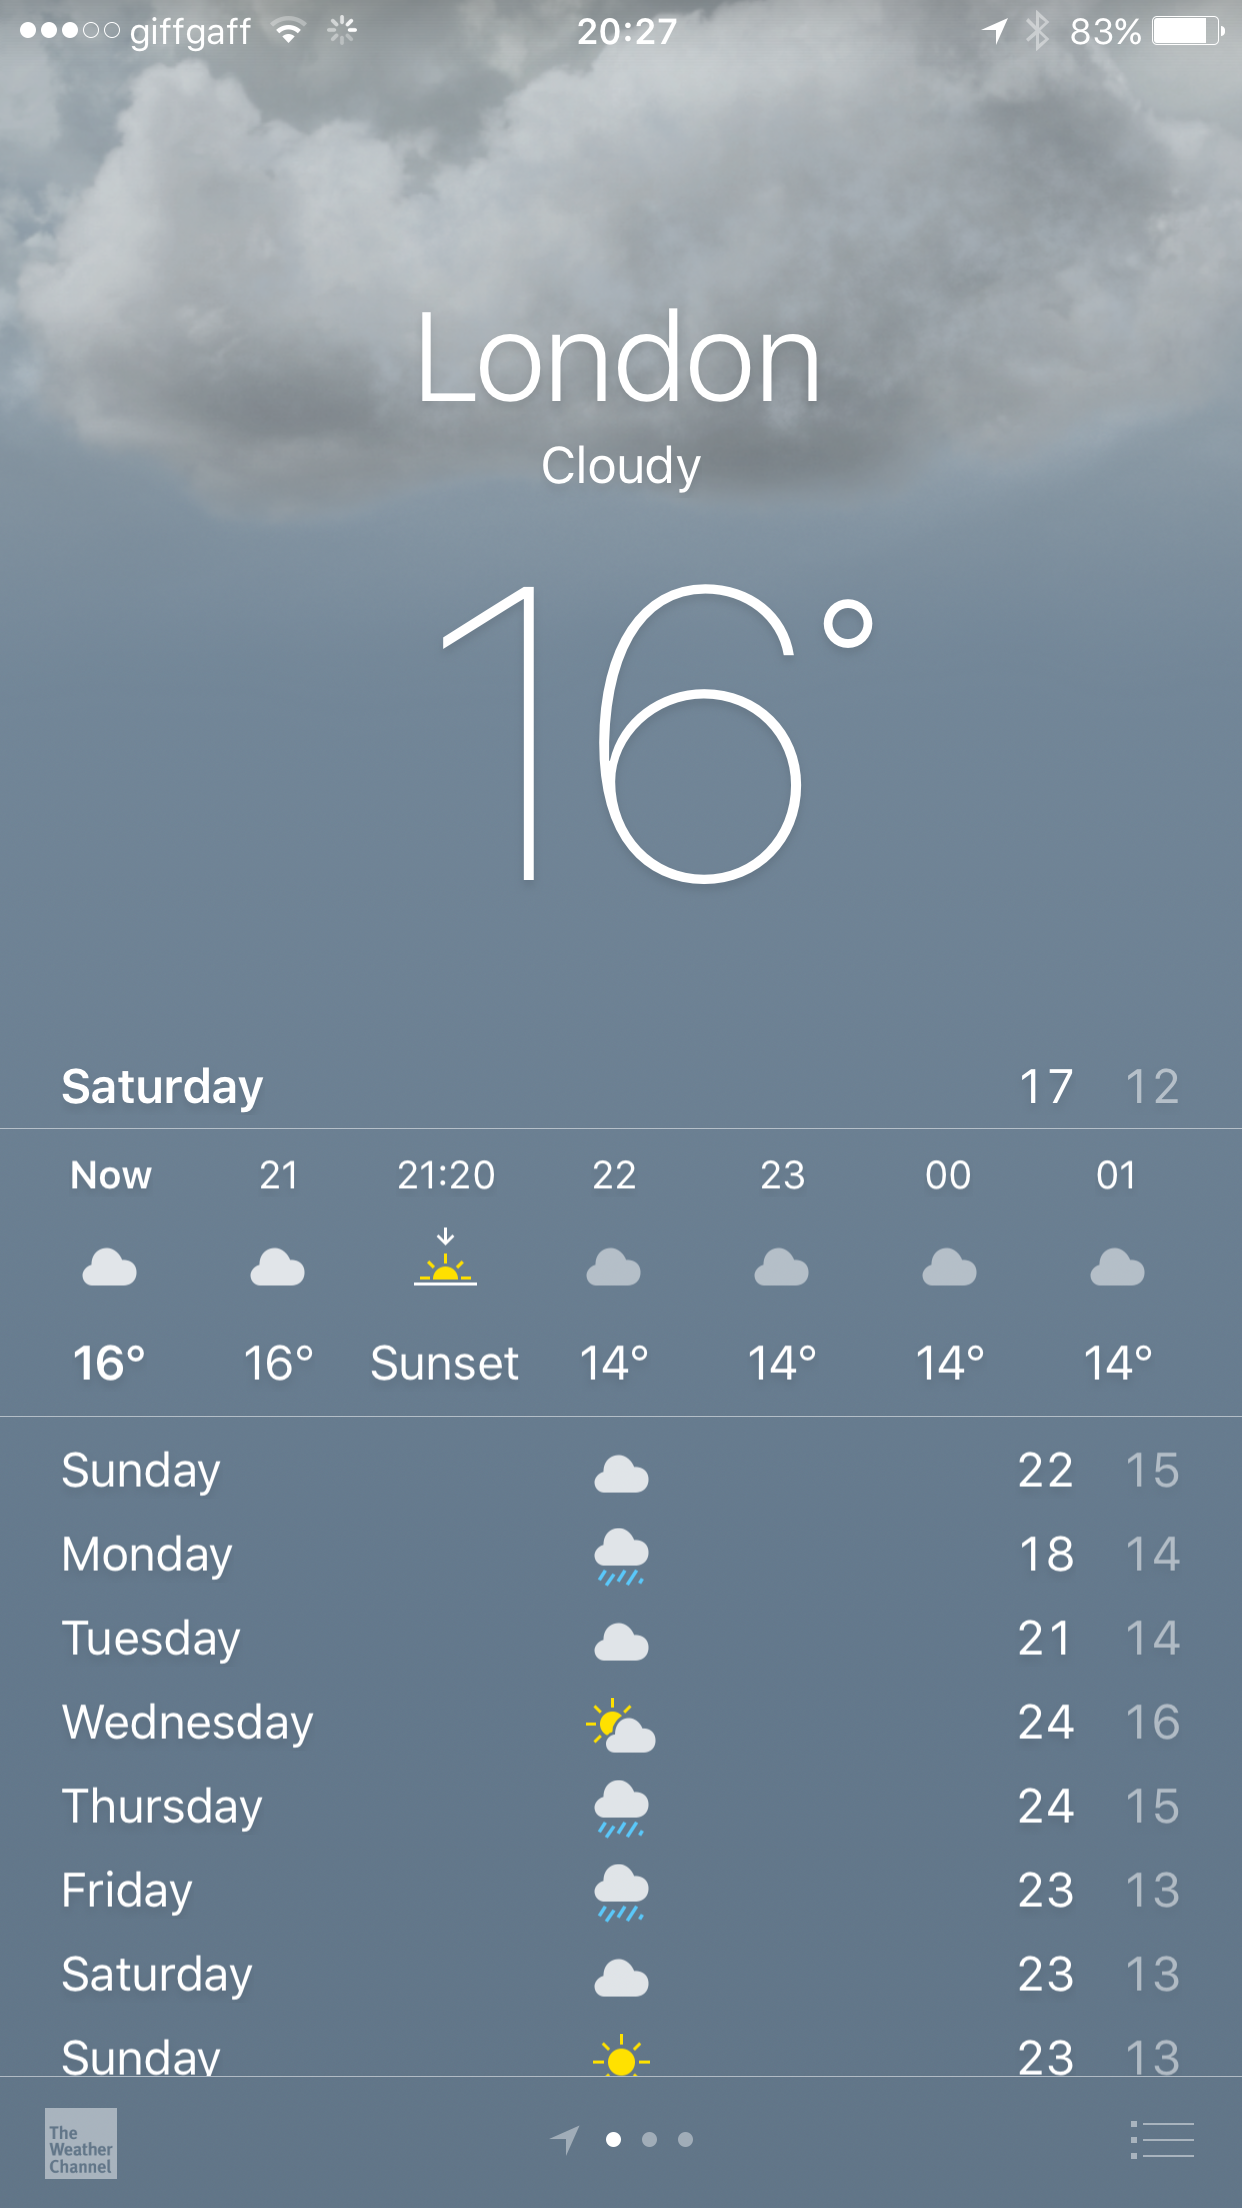 giffgaff 20:27 83%
London
Cloudy
16°
Saturday 17 12
Now 21 21:20 22 23 00 01
16° 16° Sunset 14° 14° 14° 14°
Sunday 22 15
Monday 18 14
Tuesday 21 14
Wednesday 24 16
Thursday 24 15
Friday 23 13
Saturday 23 13
Sunday 23 13
The
Weather
Channel